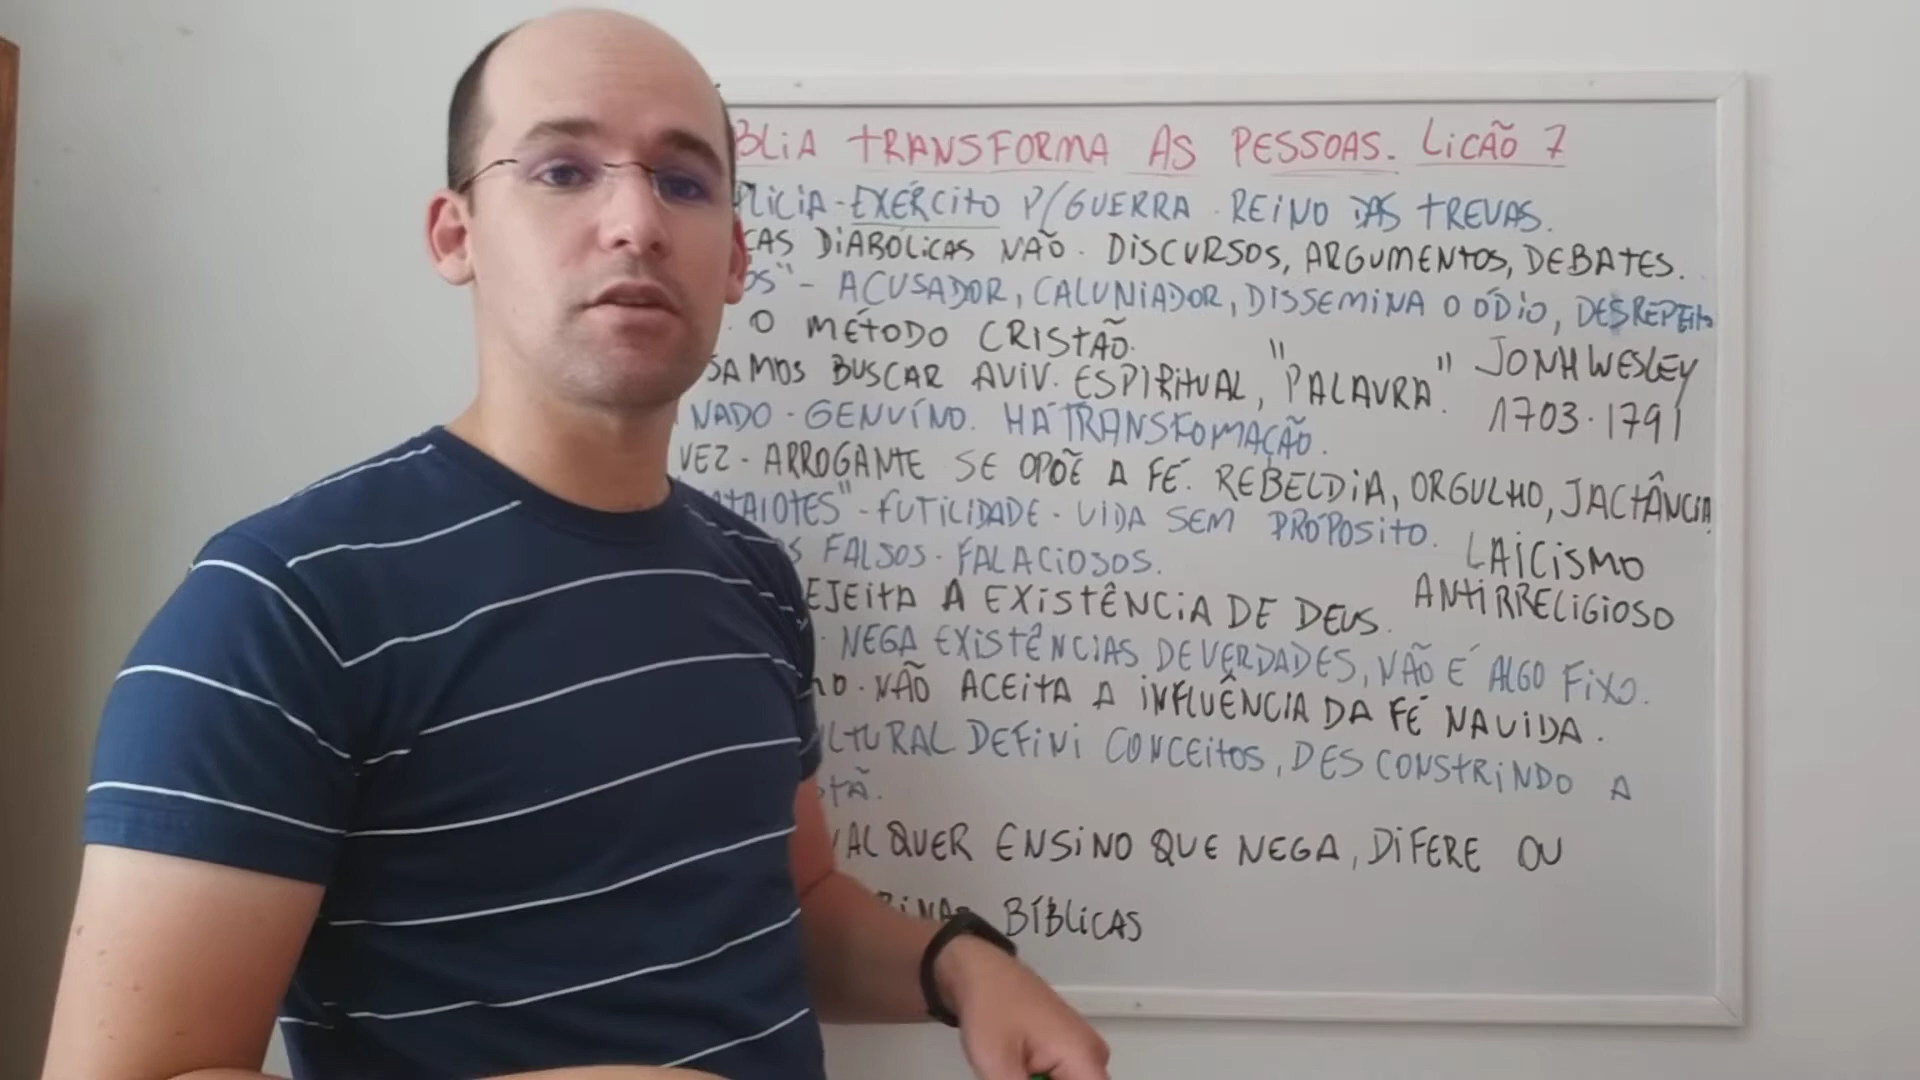 BLIA TRANSFORMA AS PESSOAS. LICÃO 7
LICIA - EXÉRCITO P/GUERRA - REINO DAS TREVAS.
CAS DIABÓLICAS NÃO. DISCURSOS, ARGUMENTOS, DEBATES.
OS" - ACUSADOR, CALUNIADOR, DISSEMINA O ÓDIO, DESREPEITO
. O MÉTODO CRISTÃO.
SAMOS BUSCAR AVIV. ESPIRITUAL, "PALAVRA". JONH WESLEY
1703-1791
NADO - GENUÍNO. HÁ TRANSFOMAÇÃO.
VEZ - ARROGANTE SE OPÕE A FÉ. REBELDIA, ORGULHO, JACTÂNCIA
TAIOTES" - FUTILIDADE - VIDA SEM PRÓPOSITO.
S FALSOS - FALACIOSOS.
LAICISMO
ANTIRRELIGIOSO
EJEITA A EXISTÊNCIA DE DEUS.
. NEGA EXISTÊNCIAS DE VERDADES, NÃO É ALGO FIXO.
MO. NÃO ACEITA A INFLUÊNCIA DA FÉ NA VIDA.
LTURAL DEFINI CONCEITOS, DESCONSTRINDO A
STÃ.
ALQUER ENSINO QUE NEGA, DIFERE OU
RINAS BÍBLICAS